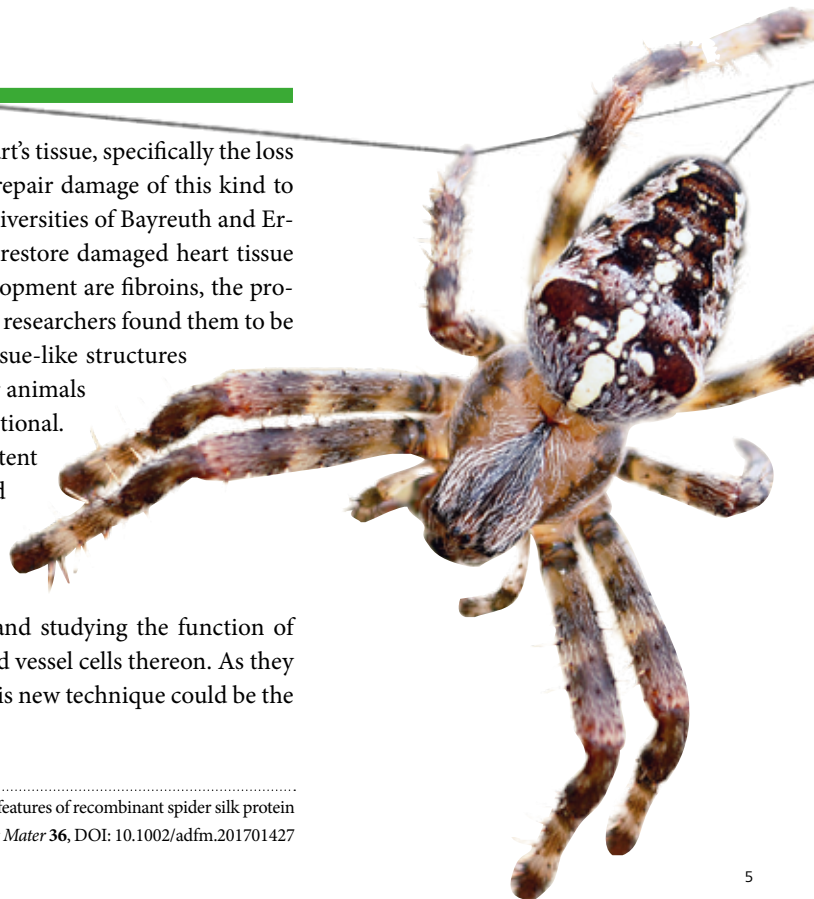 art's tissue, specifically the loss
repair damage of this kind to
iversities of Bayreuth and Er-
restore damaged heart tissue
opment are fibroins, the pro-
researchers found them to be
sue-like structures
animals
tional.
tent
and studying the function of
d vessel cells thereon. As they
is new technique could be the
features of recombinant spider silk protein
Mater 36, DOI: 10.1002/adfm.201701427
5